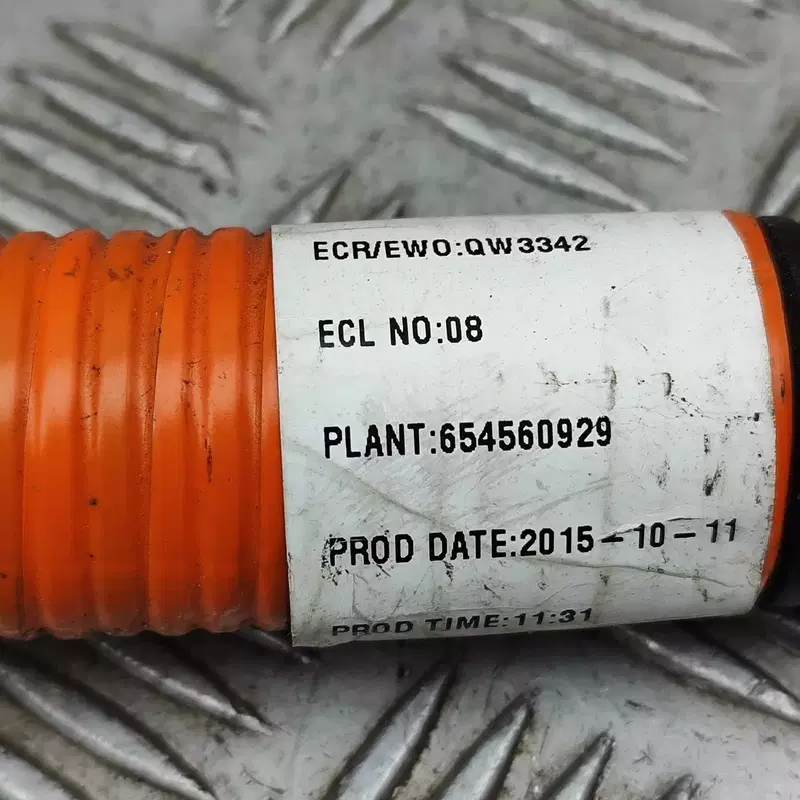 ECR/EWO:QW3342
ECL NO:08
PLANT:654560929
PROD DATE:2015-10-11
PROD TIME:11:31